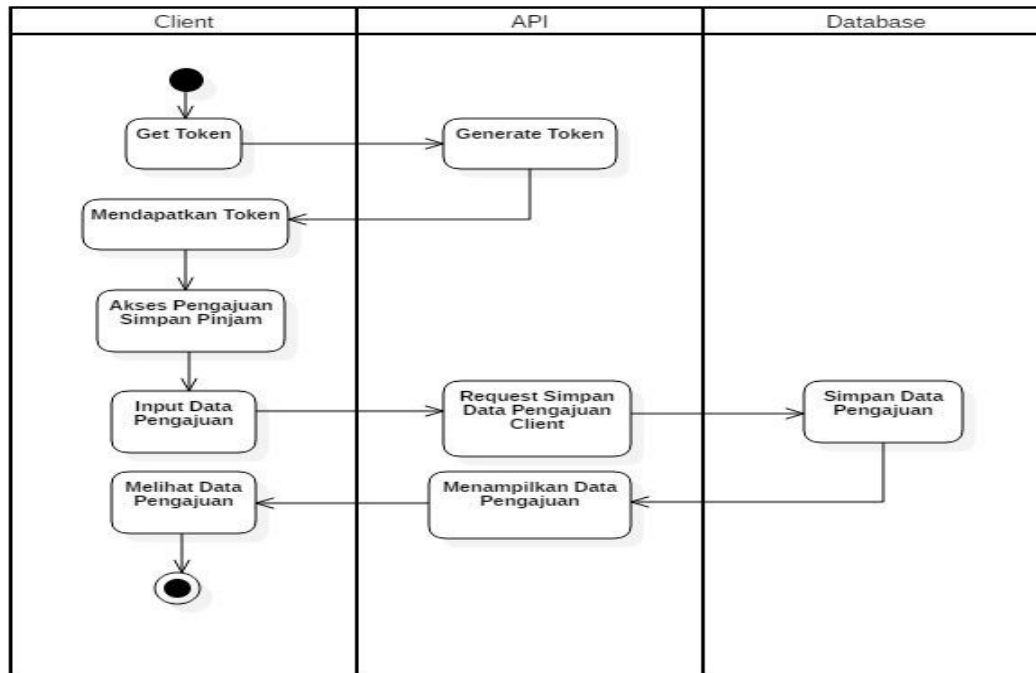 Client
API
Database
Get Token
Generate Token
Mendapatkan Token
Akses Pengajuan
Simpan Pinjam
Input Data
Pengajuan
Request Simpan
Data Pengajuan
Client
Simpan Data
Pengajuan
Melihat Data
Pengajuan
Menampilkan Data
Pengajuan